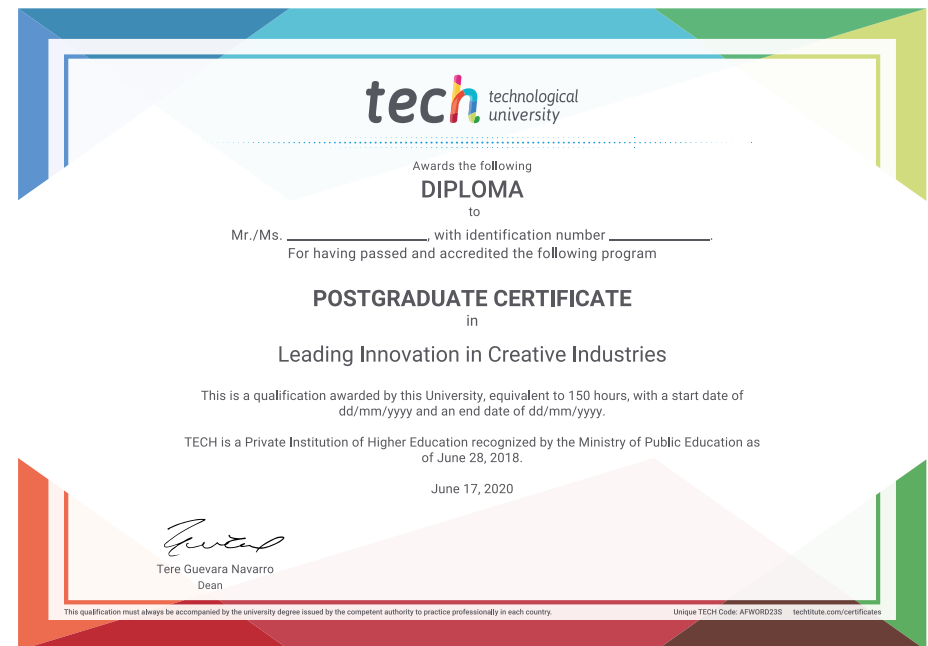 tech technological
university
Awards the following
DIPLOMA
to
Mr./Ms. ____________________, with identification number ______________.
For having passed and accredited the following program
POSTGRADUATE CERTIFICATE
in
Leading Innovation in Creative Industries
This is a qualification awarded by this University, equivalent to 150 hours, with a start date of
dd/mm/yyyy and an end date of dd/mm/yyyy.
TECH is a Private Institution of Higher Education recognized by the Ministry of Public Education as
of June 28, 2018.
June 17, 2020
Tere Guevara Navarro
Dean
This qualification must always be accompanied by the university degree issued by the competent authority to practice professionally in each country.
Unique TECH Code: AFWORD23S techtitute.com/certificates